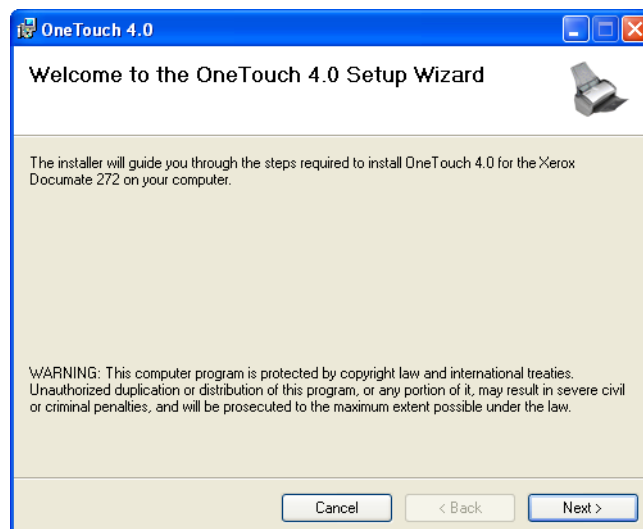 OneTouch 4.0
Welcome to the OneTouch 4.0 Setup Wizard
The installer will guide you through the steps required to install OneTouch 4.0 for the Xerox
Documate 272 on your computer.
WARNING: This computer program is protected by copyright law and international treaties.
Unauthorized duplication or distribution of this program, or any portion of it, may result in severe civil
or criminal penalties, and will be prosecuted to the maximum extent possible under the law.
Cancel < Back Next >